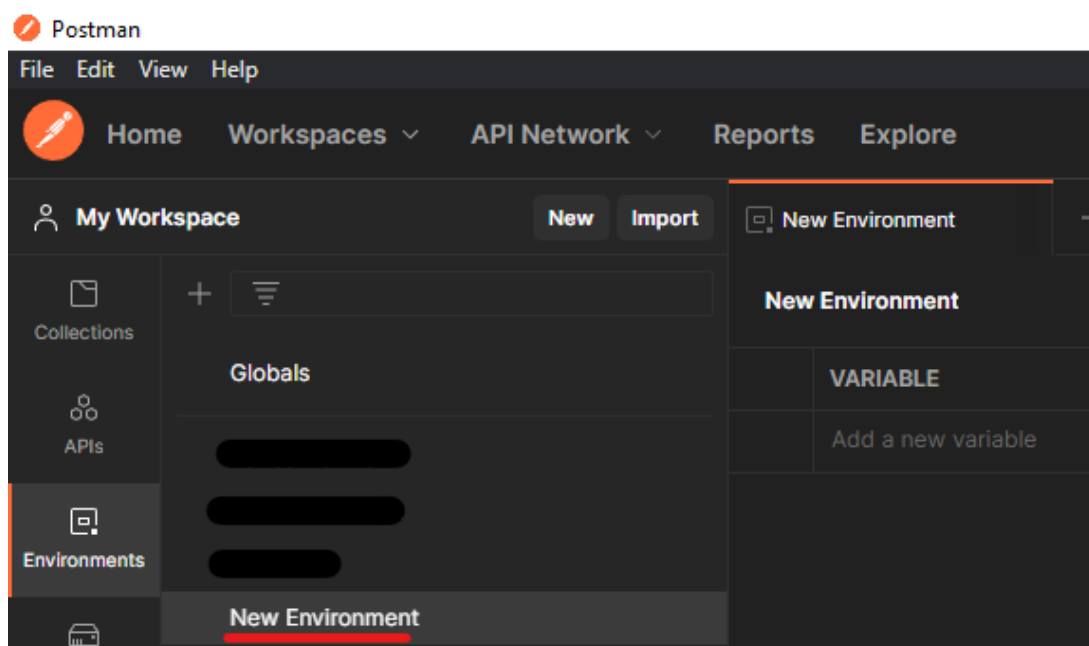 Postman
File Edit View Help
Home Workspaces API Network Reports Explore
My Workspace New Import
New Environment
Collections
New Environment
Globals
VARIABLE
APIs
Add a new variable
Environments
New Environment